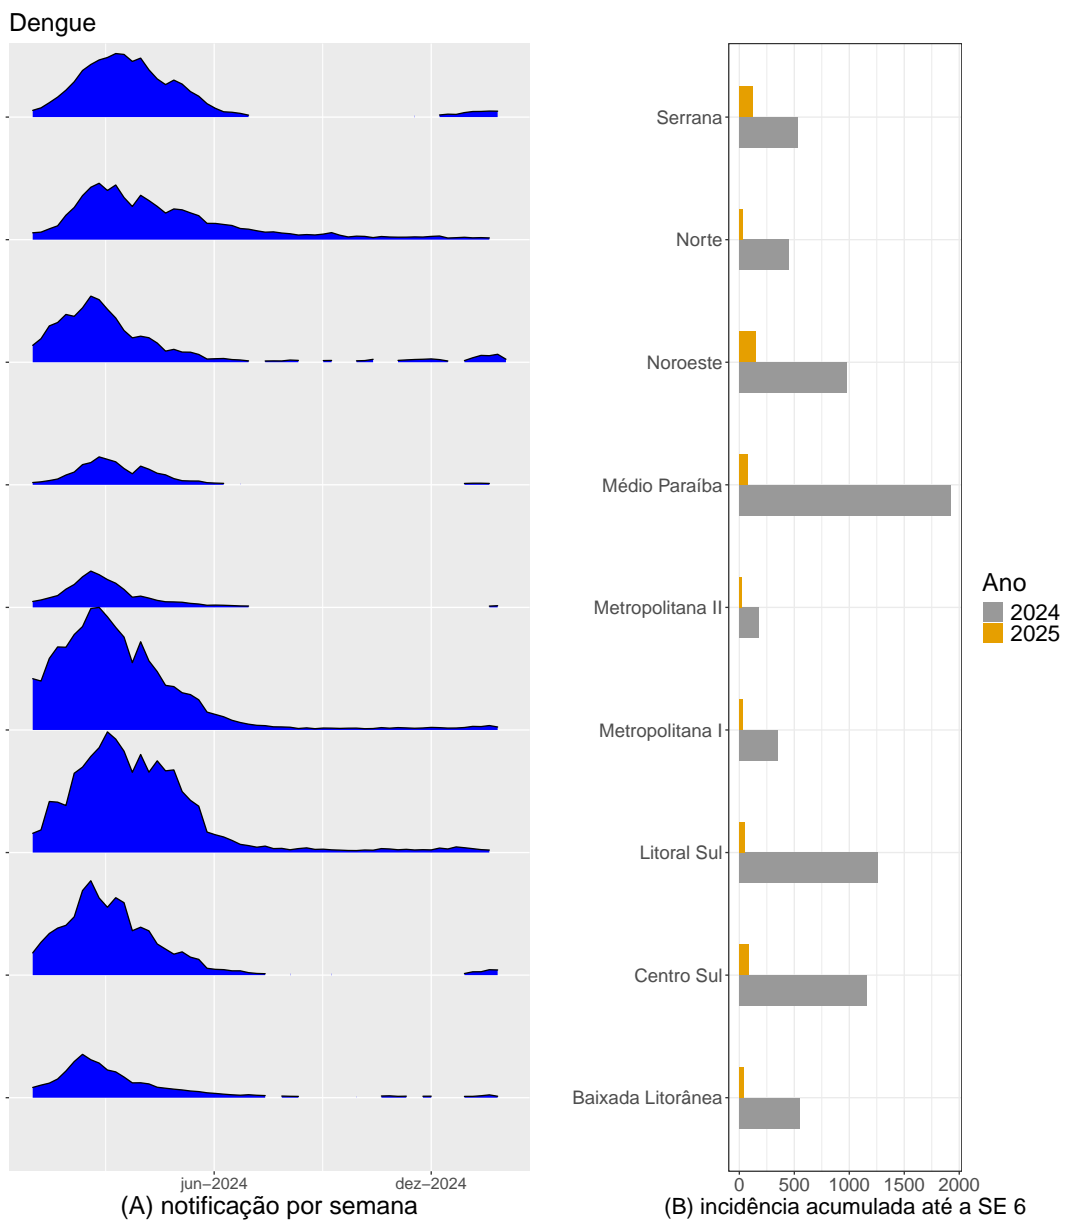 Dengue
Serrana
Norte
Noroeste
Médio Paraíba
Metropolitana II
Metropolitana I
Litoral Sul
Centro Sul
Baixada Litorânea
Ano
2024
2025
jun–2024 dez–2024
0 500 1000 1500 2000
(A) notificação por semana
(B) incidência acumulada até a SE 6